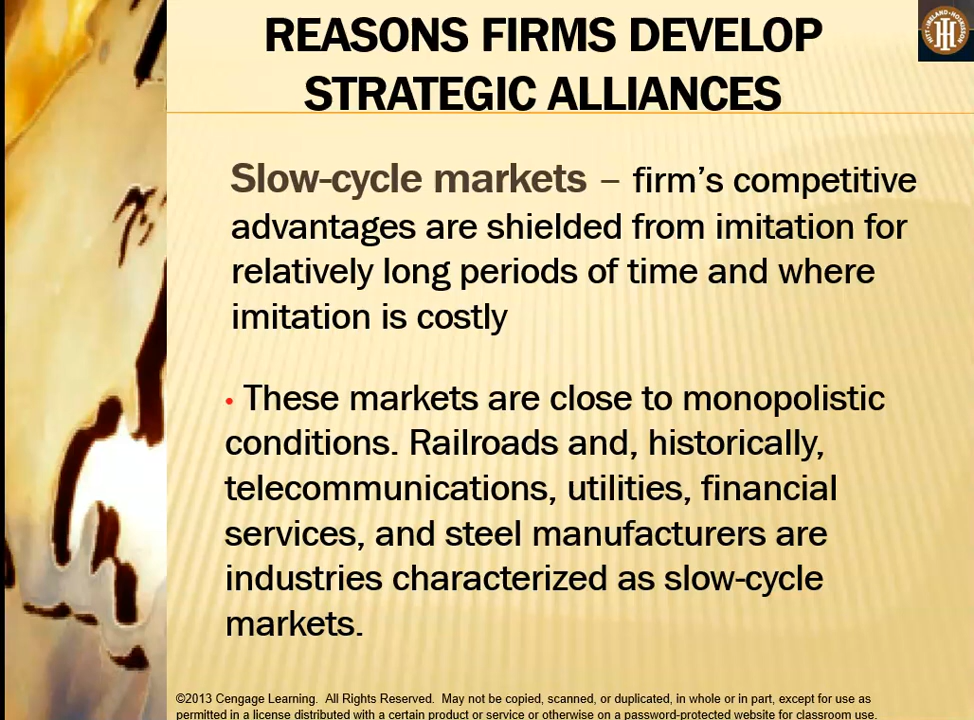 REASONS FIRMS DEVELOP
STRATEGIC ALLIANCES
HITT·IRELAND·HOSKISSON
Slow-cycle markets – firm’s competitive
advantages are shielded from imitation for
relatively long periods of time and where
imitation is costly
• These markets are close to monopolistic
conditions. Railroads and, historically,
telecommunications, utilities, financial
services, and steel manufacturers are
industries characterized as slow-cycle
markets.
©2013 Cengage Learning. All Rights Reserved. May not be copied, scanned, or duplicated, in whole or in part, except for use as
permitted in a license distributed with a certain product or service or otherwise on a password-protected website for classroom use.